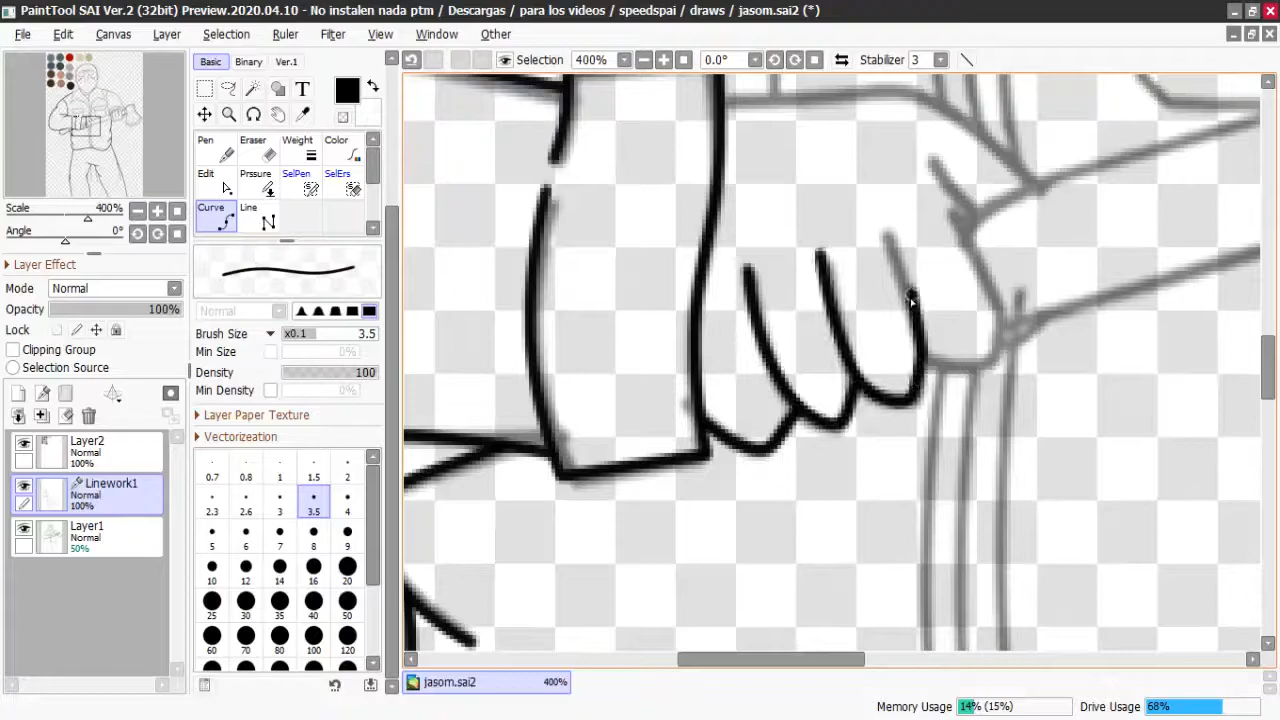 PaintTool SAI Ver.2 (32bit) Preview.2020.04.10 - No instalen nada ptm / Descargas / para los videos / speedspai / draws / jasom.sai2 (*)
File Edit Canvas Layer Selection Ruler Filter View Window Other
Basic Binary Ver.1
Selection 400% 0.0° Stabilizer 3
T
Pen Eraser Weight Color
Edit Prssure SelPen SelErs
Curve Line
Scale 400%
Angle 0°
Layer Effect
Mode Normal
Opacity 100%
Lock
Clipping Group
Selection Source
Normal
Brush Size x0.1 3.5
Min Size 0%
Density 100
Min Density 0%
Layer Paper Texture
Vectorization
0.7 0.8 1 1.5 2
2.3 2.6 3 3.5 4
5 6 7 8 9
10 12 14 16 20
25 30 35 40 50
60 70 80 100 120
Layer2
Normal
100%
Linework1
Normal
100%
Layer1
Normal
50%
jasom.sai2 400%
Memory Usage 14% (15%) Drive Usage 68%